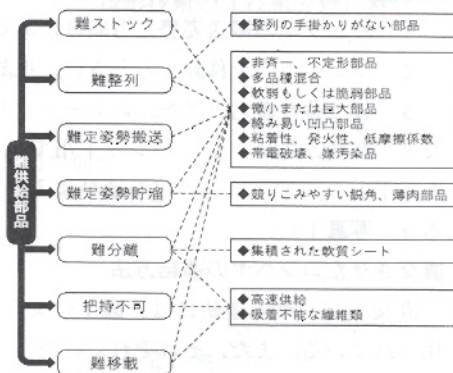 難供給部品
難ストック
難整列
難定姿勢搬送
難定姿勢貯溜
難分離
把持不可
難移載
◆整列の手掛かりがない部品
◆非斉一、不定形部品
◆多品種混合
◆軟弱もしくは脆弱部品
◆微小または巨大部品
◆絡み易い凹凸部品
◆粘着性、発火性、低摩擦係数
◆帯電破壊、嫌汚染品
◆競りこみやすい鋭角、薄肉部品
◆集積された軟質シート
◆高速供給
◆吸着不能な繊維類